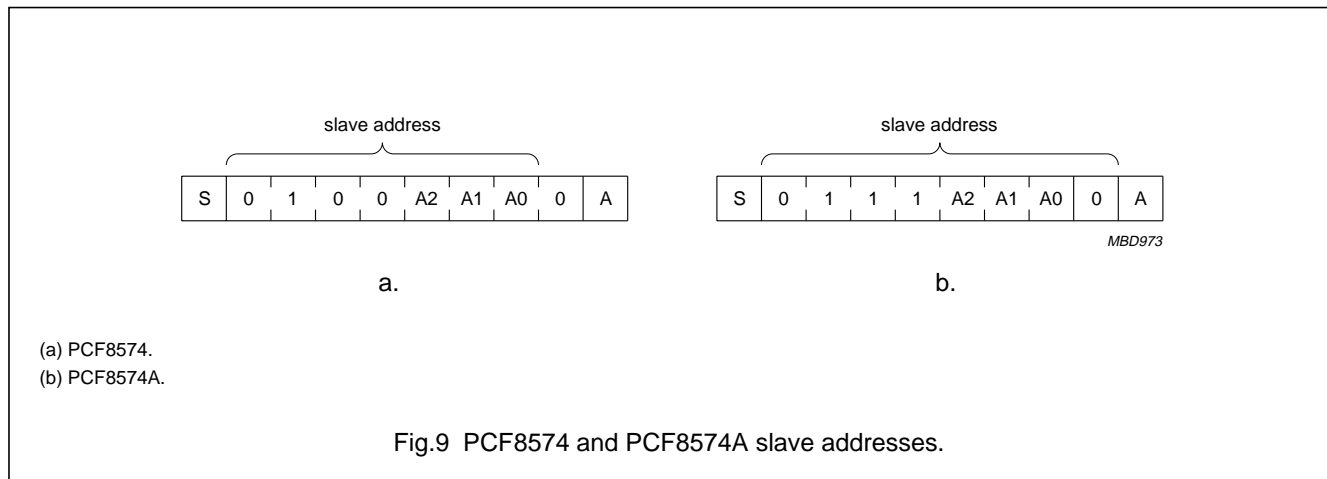 slave address
S 0 1 0 0 A2 A1 A0 0 A
a.
slave address
S 0 1 1 1 A2 A1 A0 0 A
MBD973
b.
(a) PCF8574.
(b) PCF8574A.
Fig.9 PCF8574 and PCF8574A slave addresses.